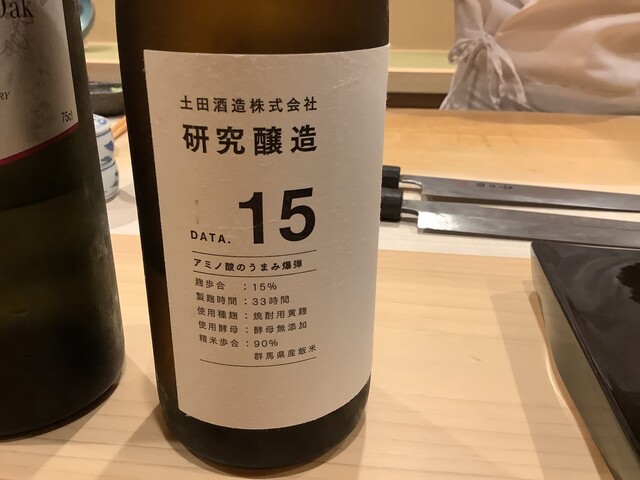 Oak
RY
75cl
土田酒造株式会社
研究醸造
DATA. 15
アミノ酸のうまみ爆弾
麹歩合 : 15%
製麹時間 : 33時間
使用種麹 : 焼酎用黄麹
使用酵母 : 酵母無添加
精米歩合 : 90%
群馬県産飯米